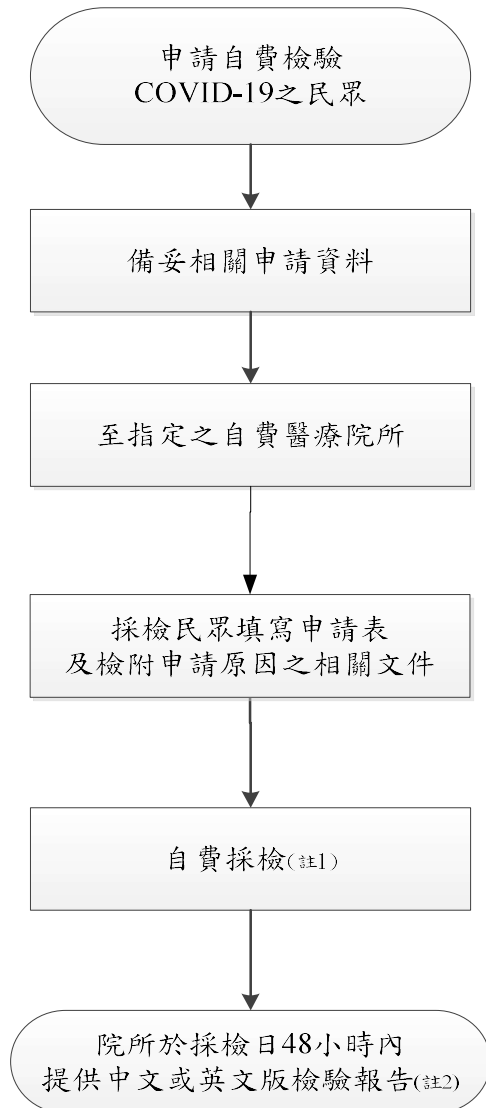 申請自費檢驗
COVID-19之民眾
備妥相關申請資料
至指定之自費醫療院所
採檢民眾填寫申請表
及檢附申請原因之相關文件
自費採檢(註1)
院所於採檢日48小時內
提供中文或英文版檢驗報告(註2)